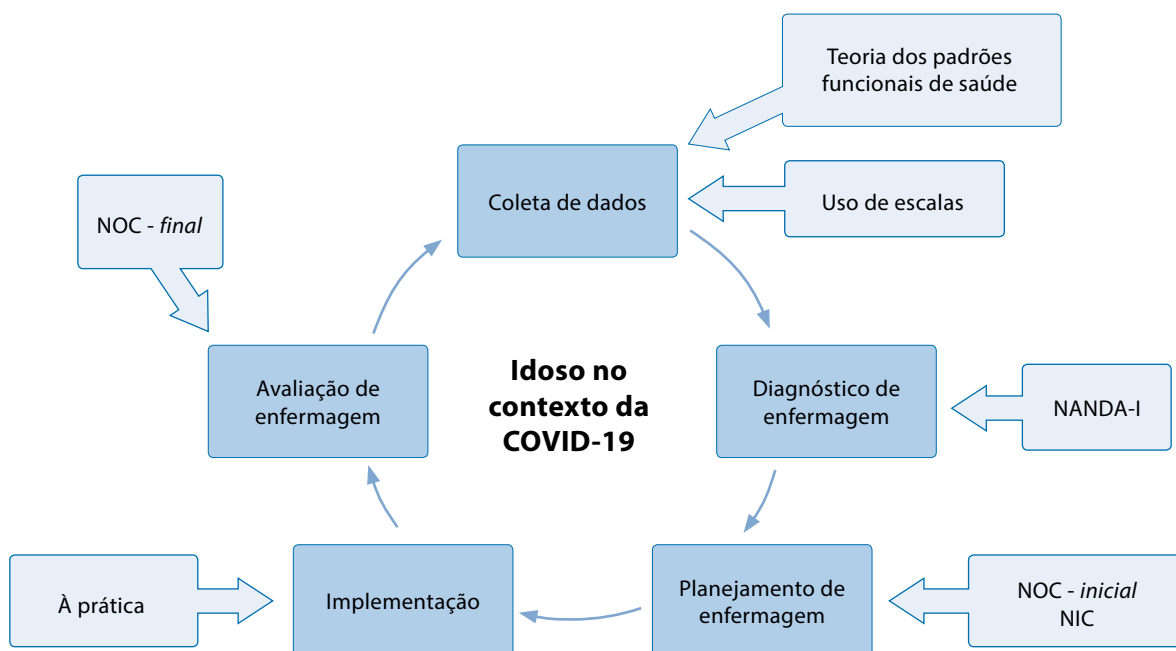 Teoria dos padrões
funcionais de saúde
Coleta de dados
Uso de escalas
NOC - final
Avaliação de
enfermagem
Idoso no
contexto da
COVID-19
Diagnóstico de
enfermagem
NANDA-I
À prática
Implementação
Planejamento de
enfermagem
NOC - inicial
NIC